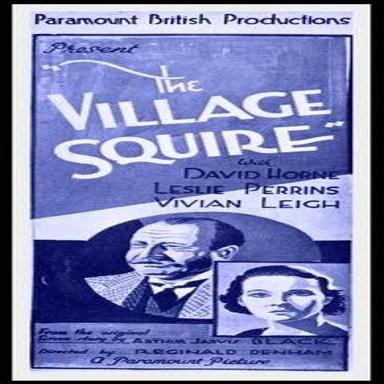 Paramount British Productions
Present
"The
VILLAGE
SQUIRE"
with
DAVID HORNE
LESLIE PERRINS
VIVIAN LEIGH
From the original
Screen story by ARTHUR JARVIS BLACK
Directed by REGINALD DENHAM
A Paramount Picture